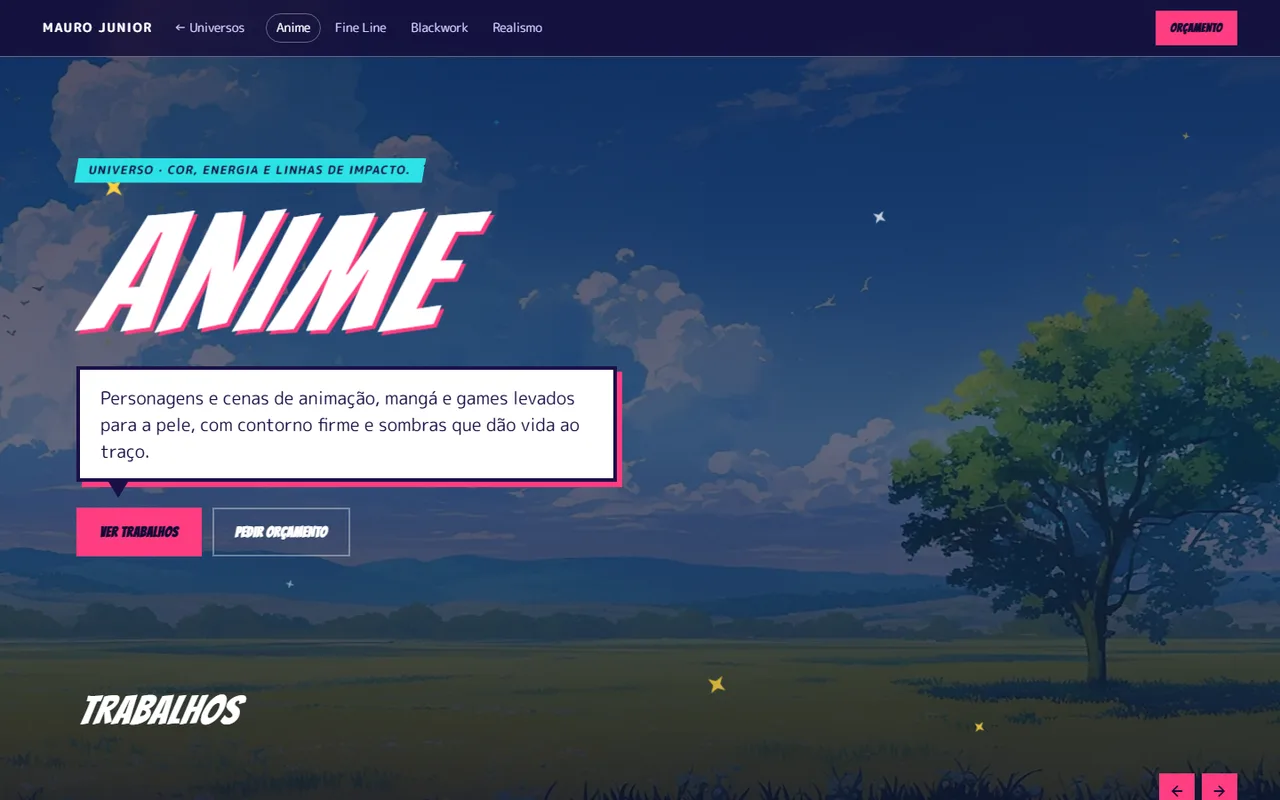 MAURO JUNIOR ← Universos Anime Fine Line Blackwork Realismo ORÇAMENTO
UNIVERSO · COR, ENERGIA E LINHAS DE IMPACTO.
ANIME
Personagens e cenas de animação, mangá e games levados
para a pele, com contorno firme e sombras que dão vida ao
traço.
VER TRABALHOS PEDIR ORÇAMENTO
TRABALHOS
← →